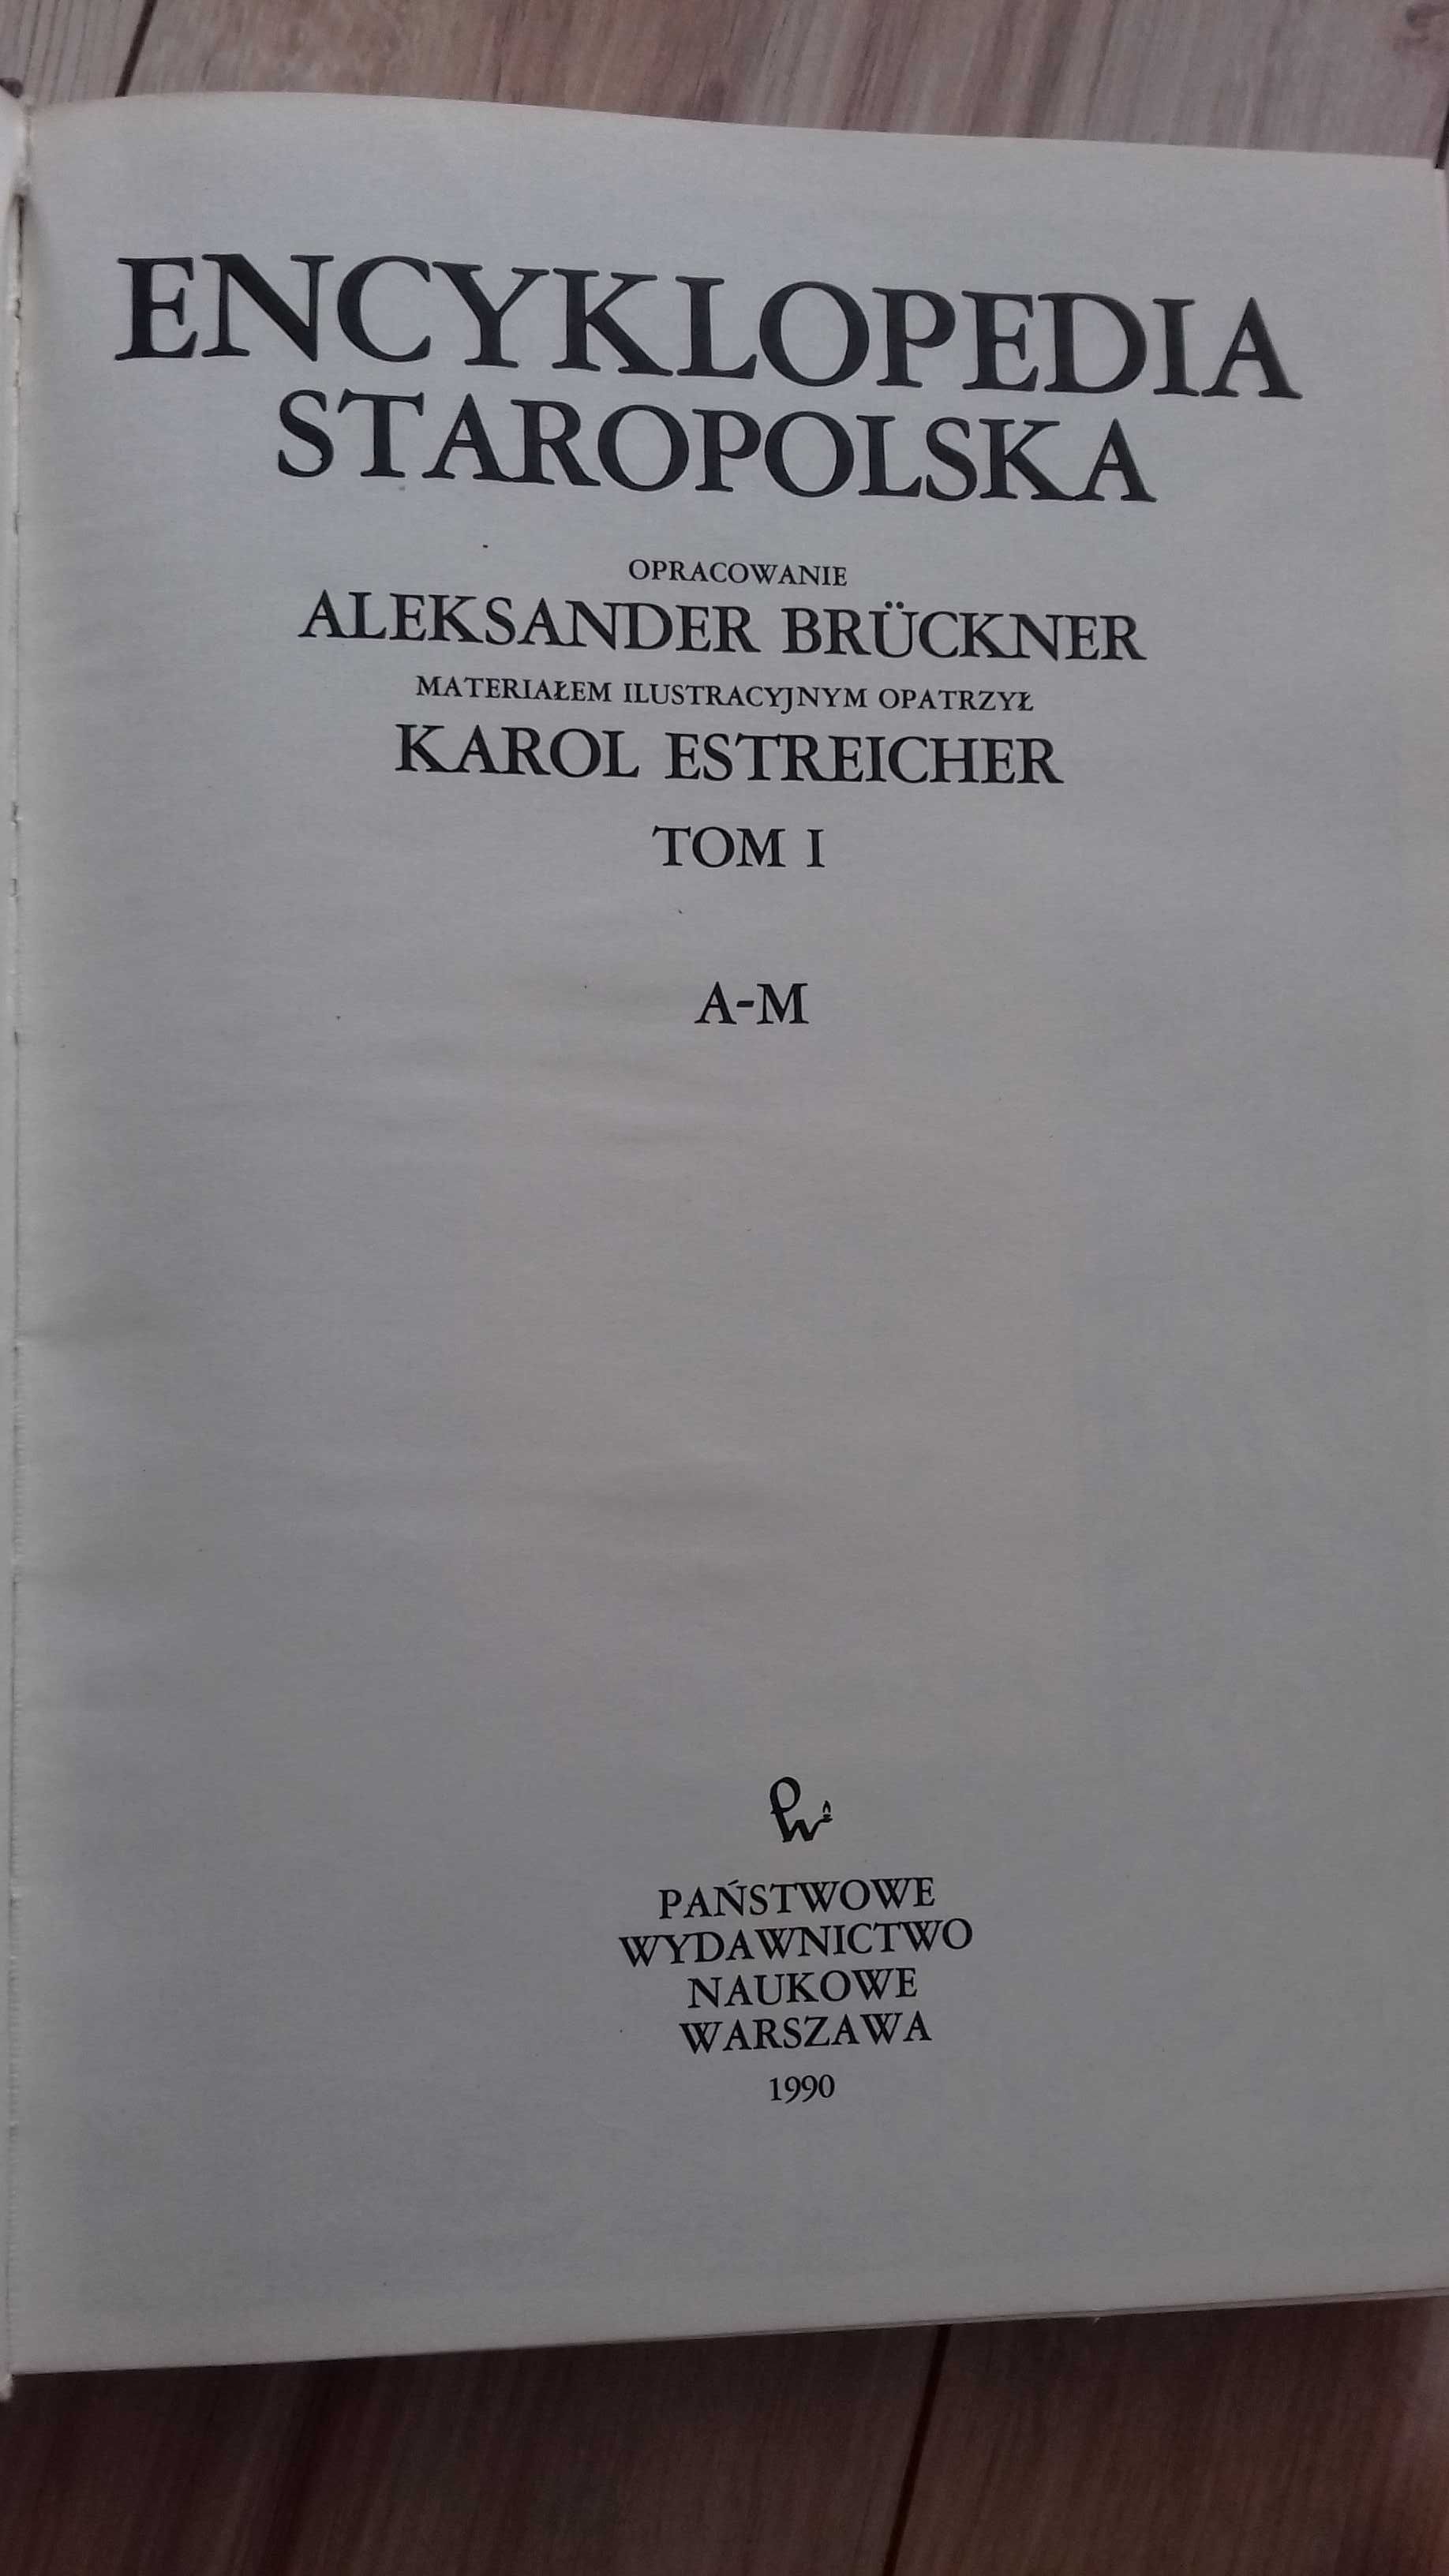 ENCYKLOPEDIA
STAROPOLSKA
OPRACOWANIE
ALEKSANDER BRÜCKNER
MATERIAŁEM ILUSTRACYJNYM OPATRZYŁ
KAROL ESTREICHER
TOM I
A-M
PAŃSTWOWE
WYDAWNICTWO
NAUKOWE
WARSZAWA
1990